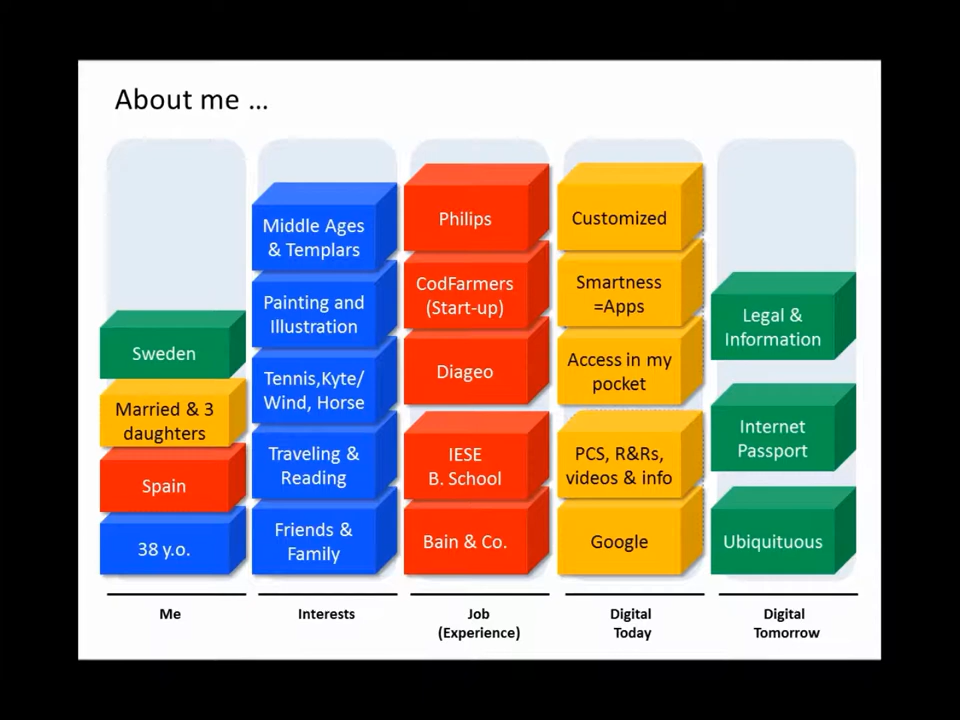 About me …
Sweden
Married & 3
daughters
Spain
38 y.o.
Me
Middle Ages
& Templars
Painting and
Illustration
Tennis,Kyte/
Wind, Horse
Traveling &
Reading
Friends &
Family
Interests
Philips
CodFarmers
(Start-up)
Diageo
IESE
B. School
Bain & Co.
Job
(Experience)
Customized
Smartness
=Apps
Access in my
pocket
PCS, R&Rs,
videos & info
Google
Digital
Today
Legal &
Information
Internet
Passport
Ubiquituous
Digital
Tomorrow